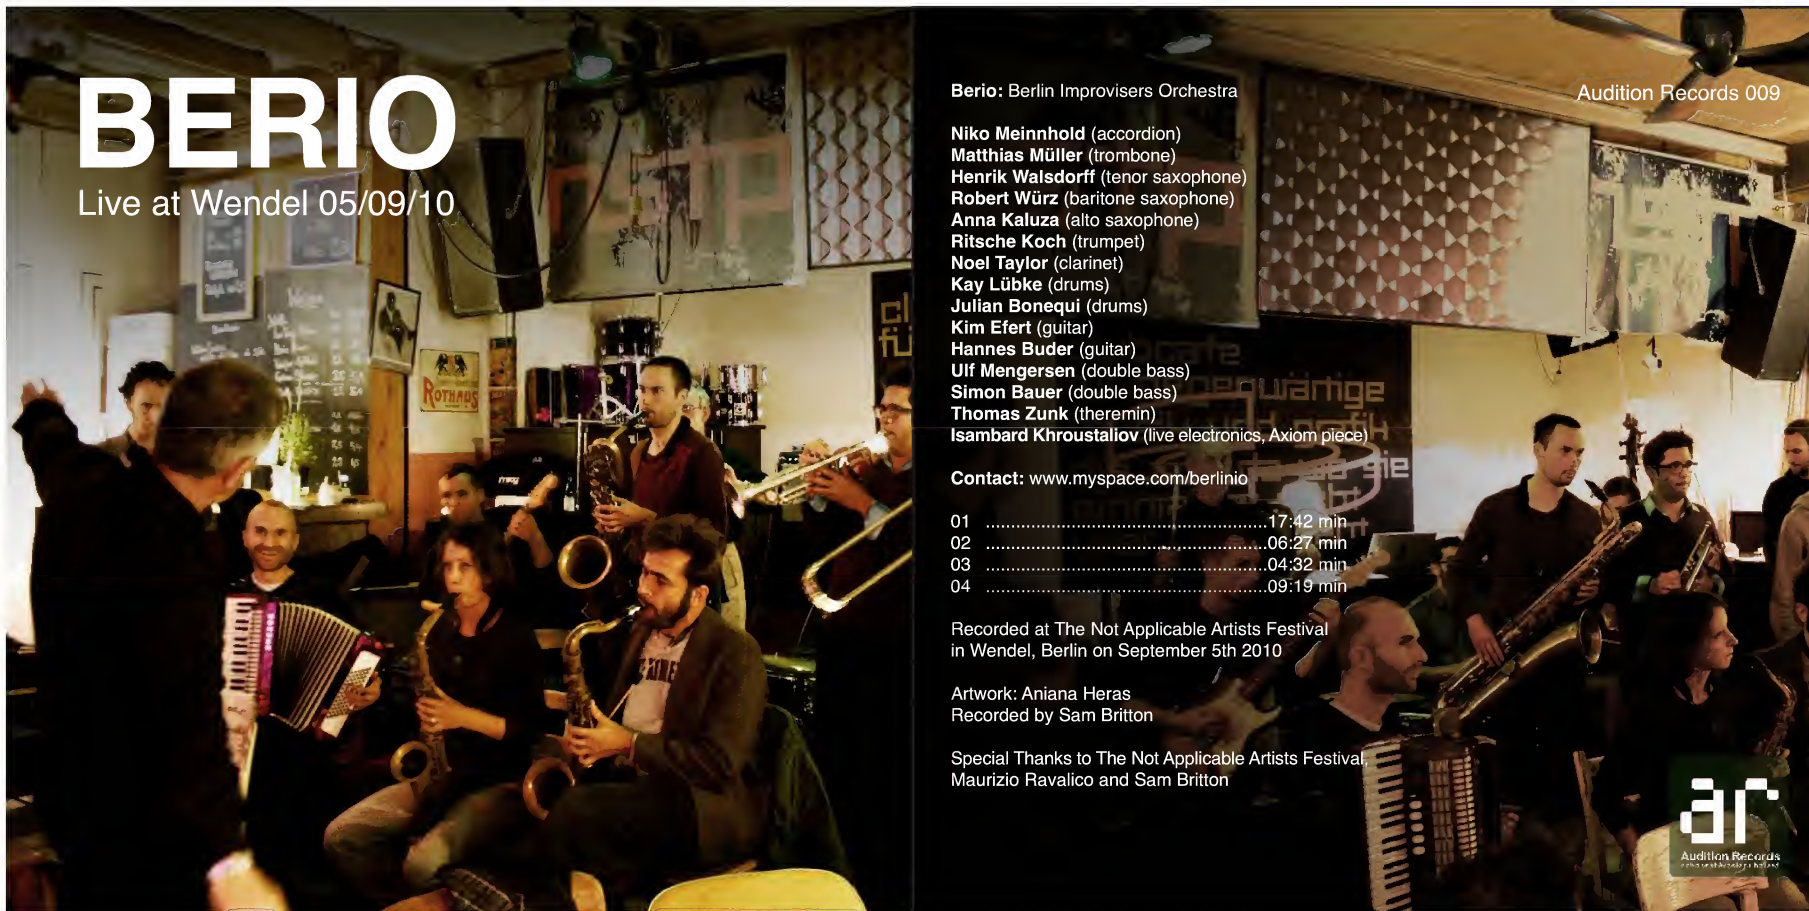 BERIO
Live at Wendel 05/09/10
ROTHAUS
moog
Berio: Berlin Improvisers Orchestra
Audition Records 009
Niko Meinnhold (accordion)
Matthias Müller (trombone)
Henrik Walsdorff (tenor saxophone)
Robert Würz (baritone saxophone)
Anna Kaluza (alto saxophone)
Ritsche Koch (trumpet)
Noel Taylor (clarinet)
Kay Lübke (drums)
Julian Bonequi (drums)
Kim Efert (guitar)
Hannes Buder (guitar)
Ulf Mengersen (double bass)
Simon Bauer (double bass)
Thomas Zunk (theremin)
Isambard Khroustaliov (live electronics, Axiom piece)
Contact: www.myspace.com/berlinio
01 ..........................................................17:42 min
02 ..........................................................06:27 min
03 ..........................................................04:32 min
04 ..........................................................09:19 min
Recorded at The Not Applicable Artists Festival
in Wendel, Berlin on September 5th 2010
Artwork: Aniana Heras
Recorded by Sam Britton
Special Thanks to The Not Applicable Artists Festival,
Maurizio Ravalico and Sam Britton
ar
Audition Records